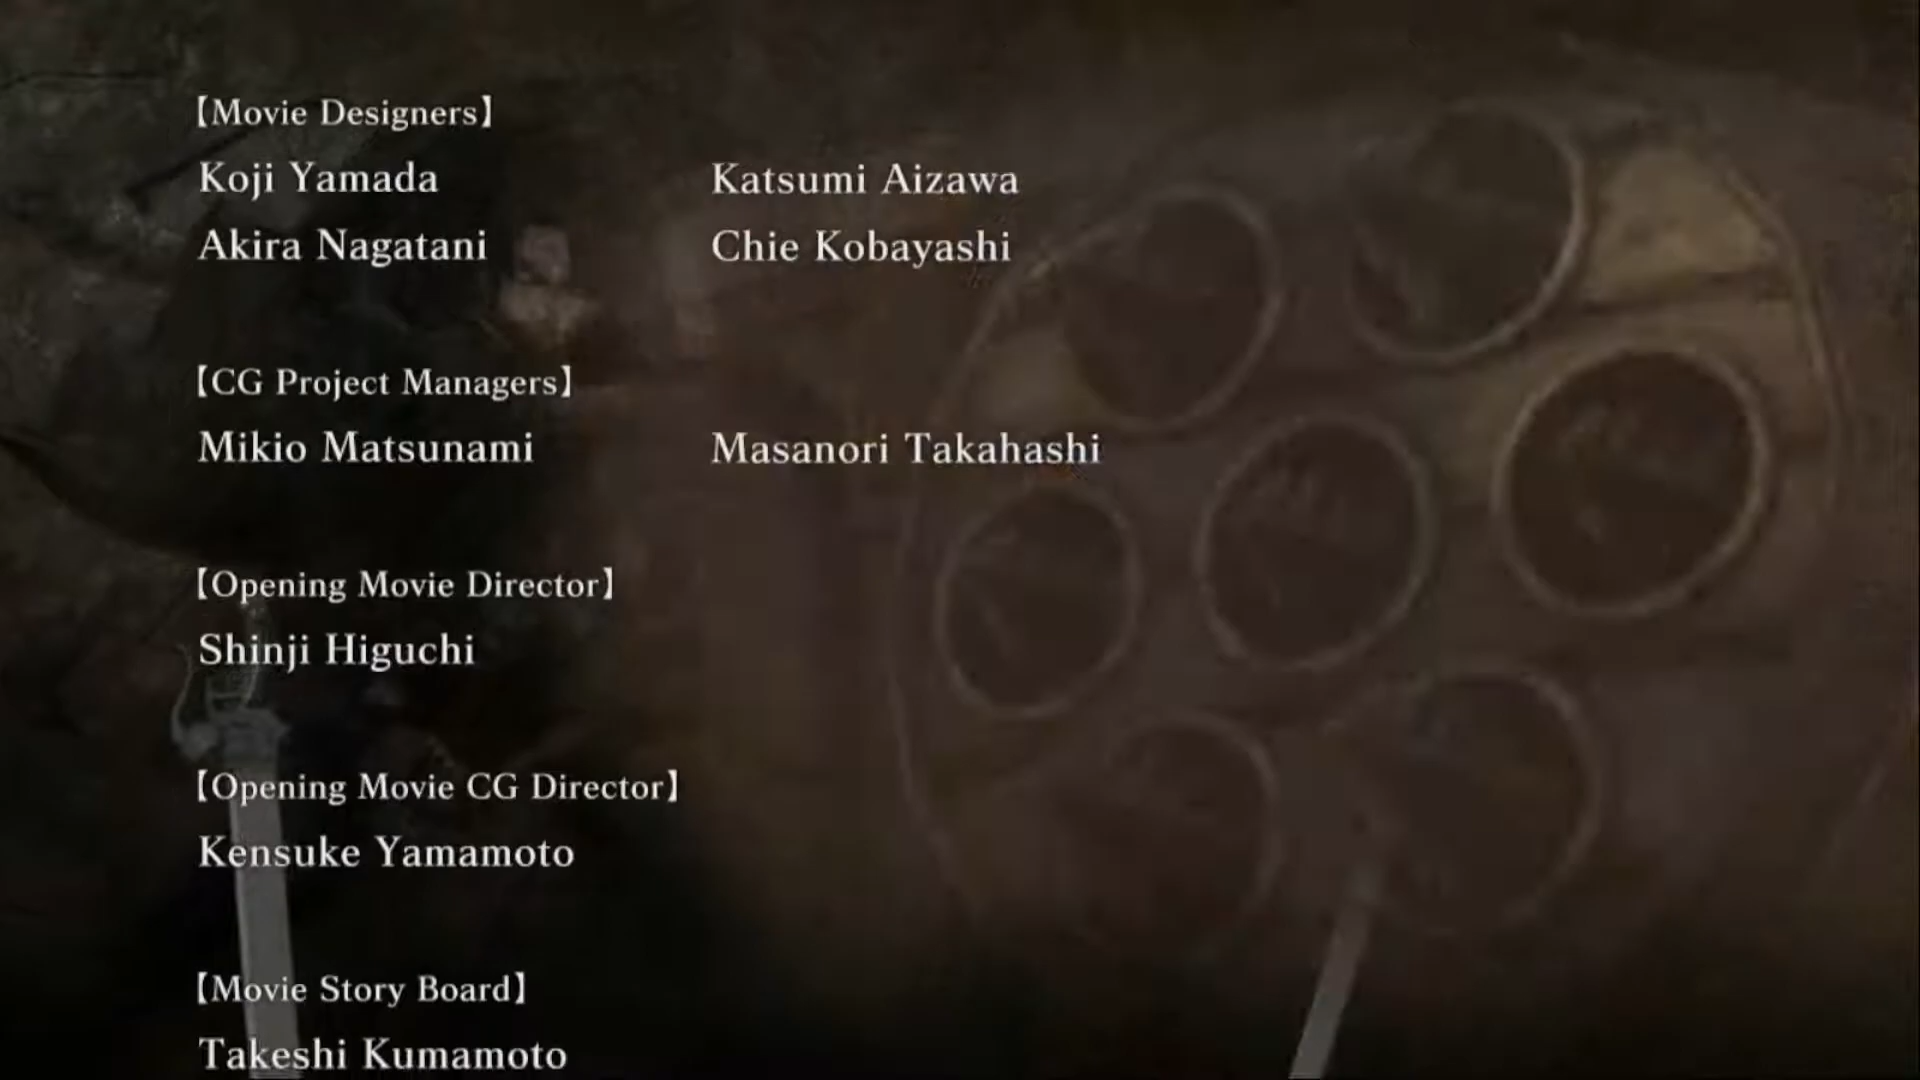 【Movie Designers】
Koji Yamada Katsumi Aizawa
Akira Nagatani Chie Kobayashi
【CG Project Managers】
Mikio Matsunami Masanori Takahashi
【Opening Movie Director】
Shinji Higuchi
【Opening Movie CG Director】
Kensuke Yamamoto
【Movie Story Board】
Takeshi Kumamoto